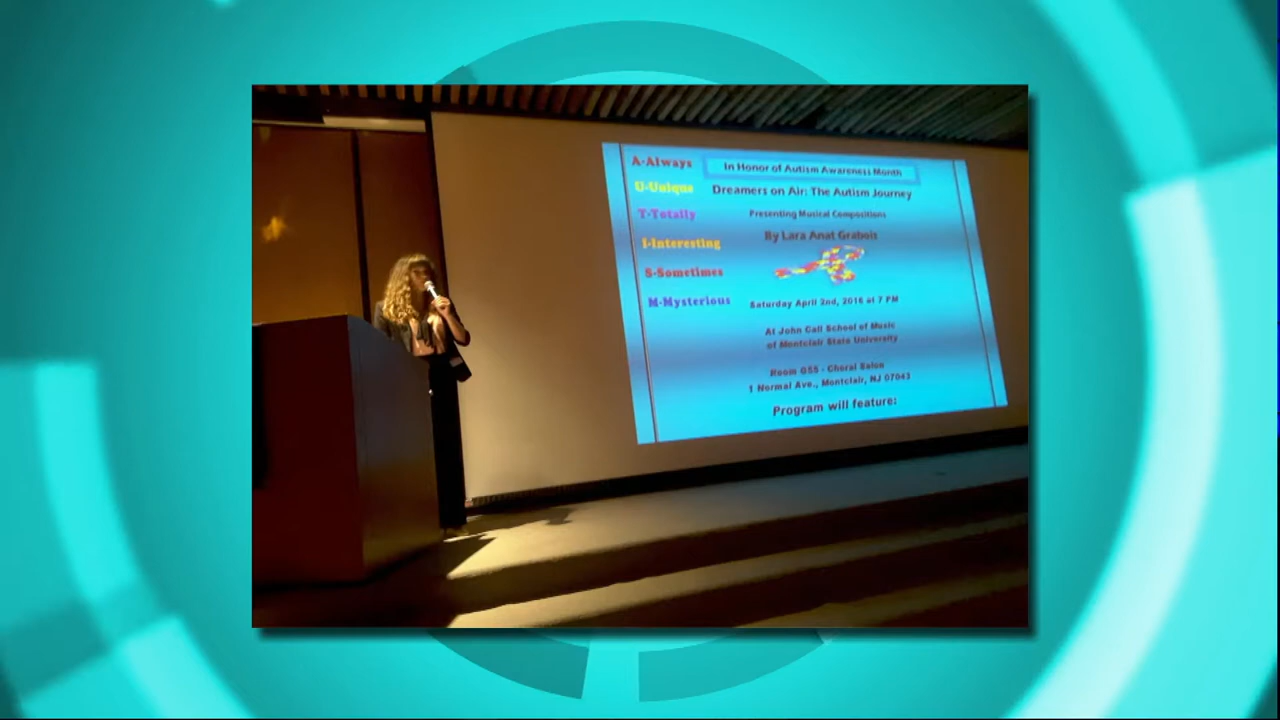 A-Always
U-Unique
T-Totally
I-Interesting
S-Sometimes
M-Mysterious
In Honor of Autism Awareness Month
Dreamers on Air: The Autism Journey
Presenting Musical Compositions
By Lara Anat Grabois
Saturday April 2nd, 2016 at 7 PM
At John Cali School of Music
of Montclair State University
Room G55 - Choral Salon
1 Normal Ave., Montclair, NJ 07043
Program will feature: